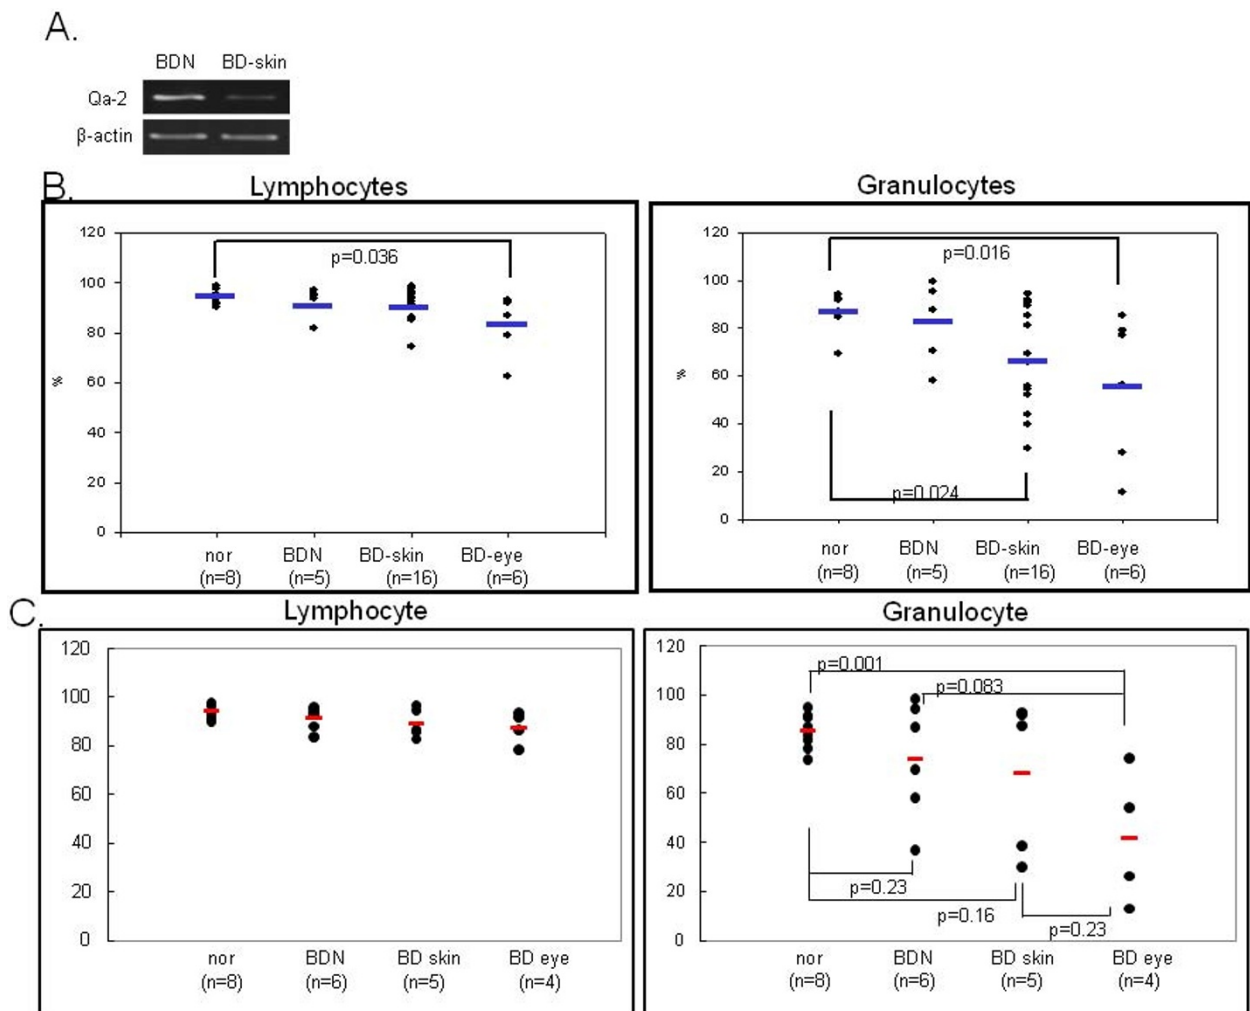 A.
BDN BD-skin
Qa-2
β-actin
B.
Lymphocytes
120
100
80
60
40
20
0
%
p=0.036
nor BDN BD-skin BD-eye
(n=8) (n=5) (n=16) (n=6)
Granulocytes
120
100
80
60
40
20
0
%
p=0.016
p=0.024
nor BDN BD-skin BD-eye
(n=8) (n=5) (n=16) (n=6)
C.
Lymphocyte
120
100
80
60
40
20
0
nor BDN BD skin BD eye
(n=8) (n=6) (n=5) (n=4)
Granulocyte
120
100
80
60
40
20
0
p=0.001
p=0.083
p=0.23
p=0.16
p=0.23
nor BDN BD skin BD eye
(n=8) (n=6) (n=5) (n=4)